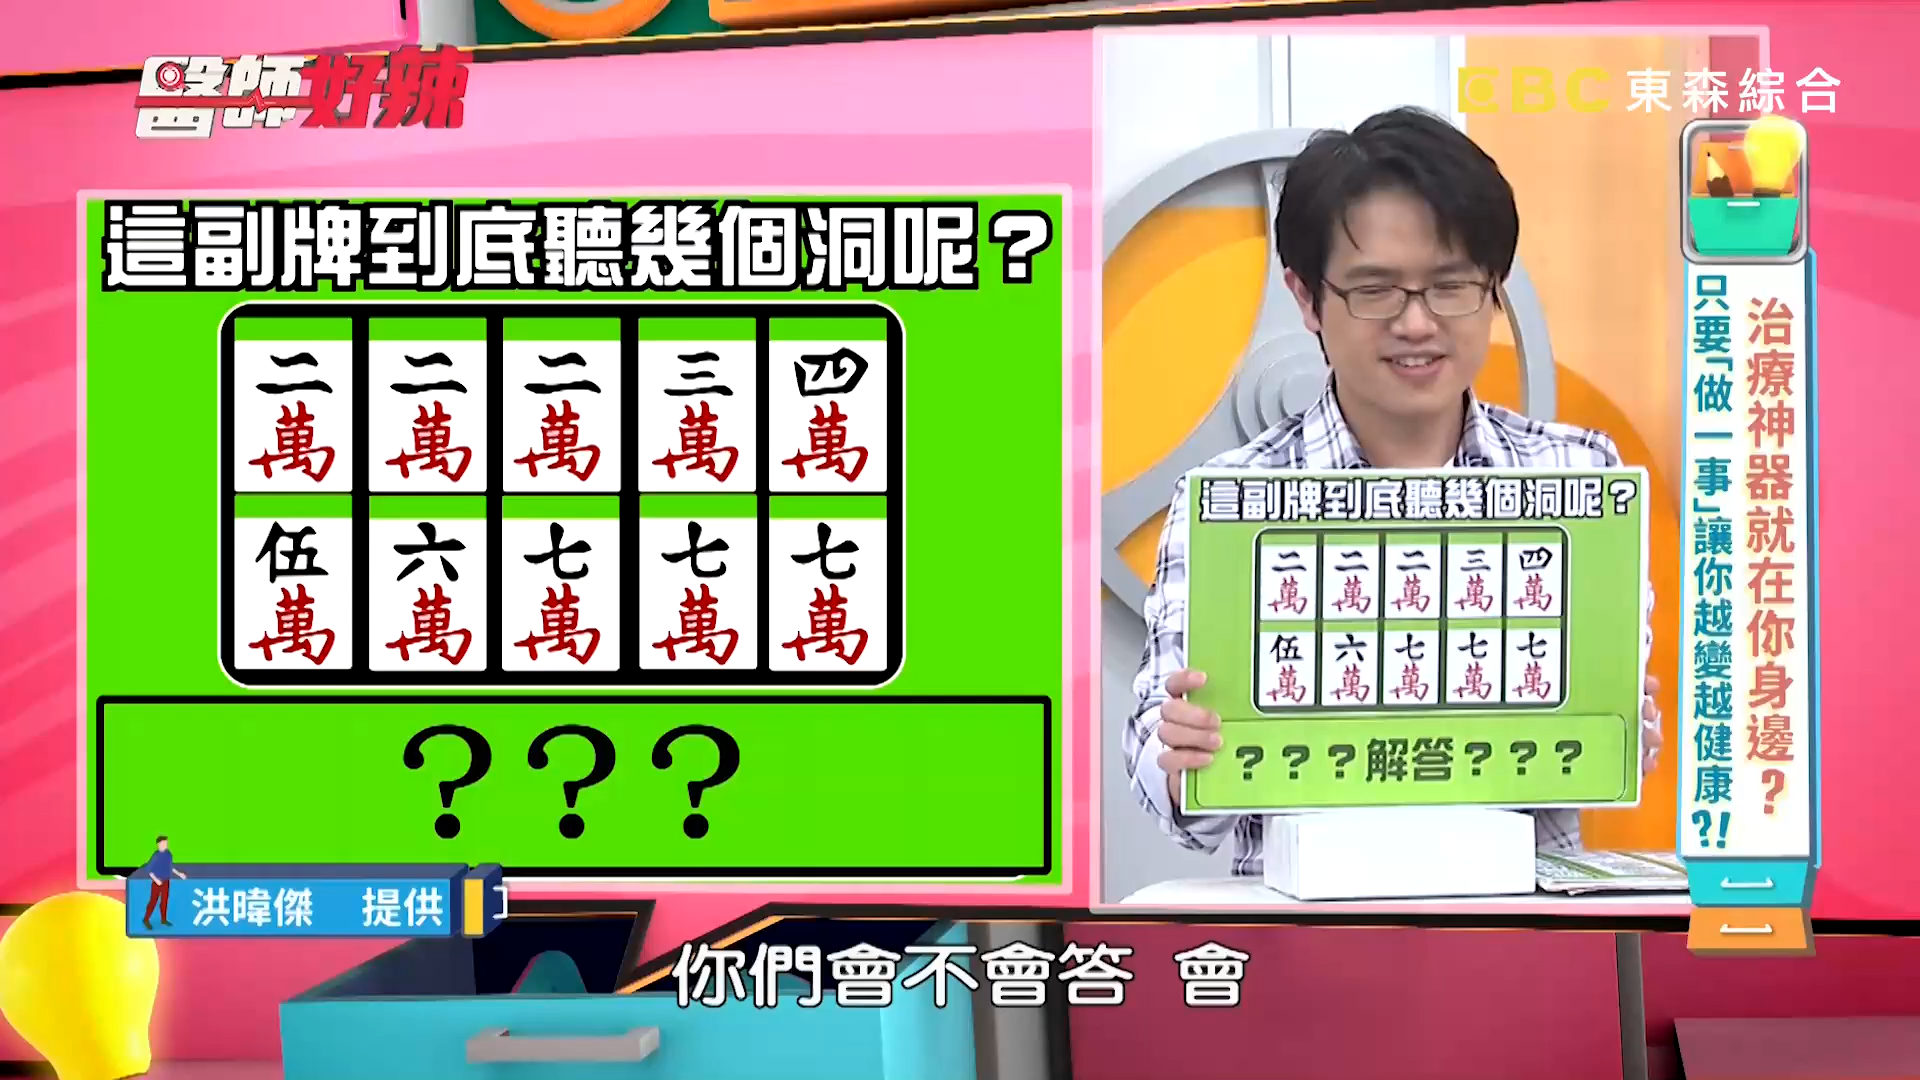 醫師好辣
EBC 東森綜合
這副牌到底聽幾個洞呢？
二萬 二萬 二萬 三萬 四萬
伍萬 六萬 七萬 七萬 七萬
？？？
洪暐傑 提供
這副牌到底聽幾個洞呢？
二萬 二萬 二萬 三萬 四萬
伍萬 六萬 七萬 七萬 七萬
？？？解答？？？
治療神器就在你身邊？
只要「做一事」讓你越變越健康?!
你們會不會答 會